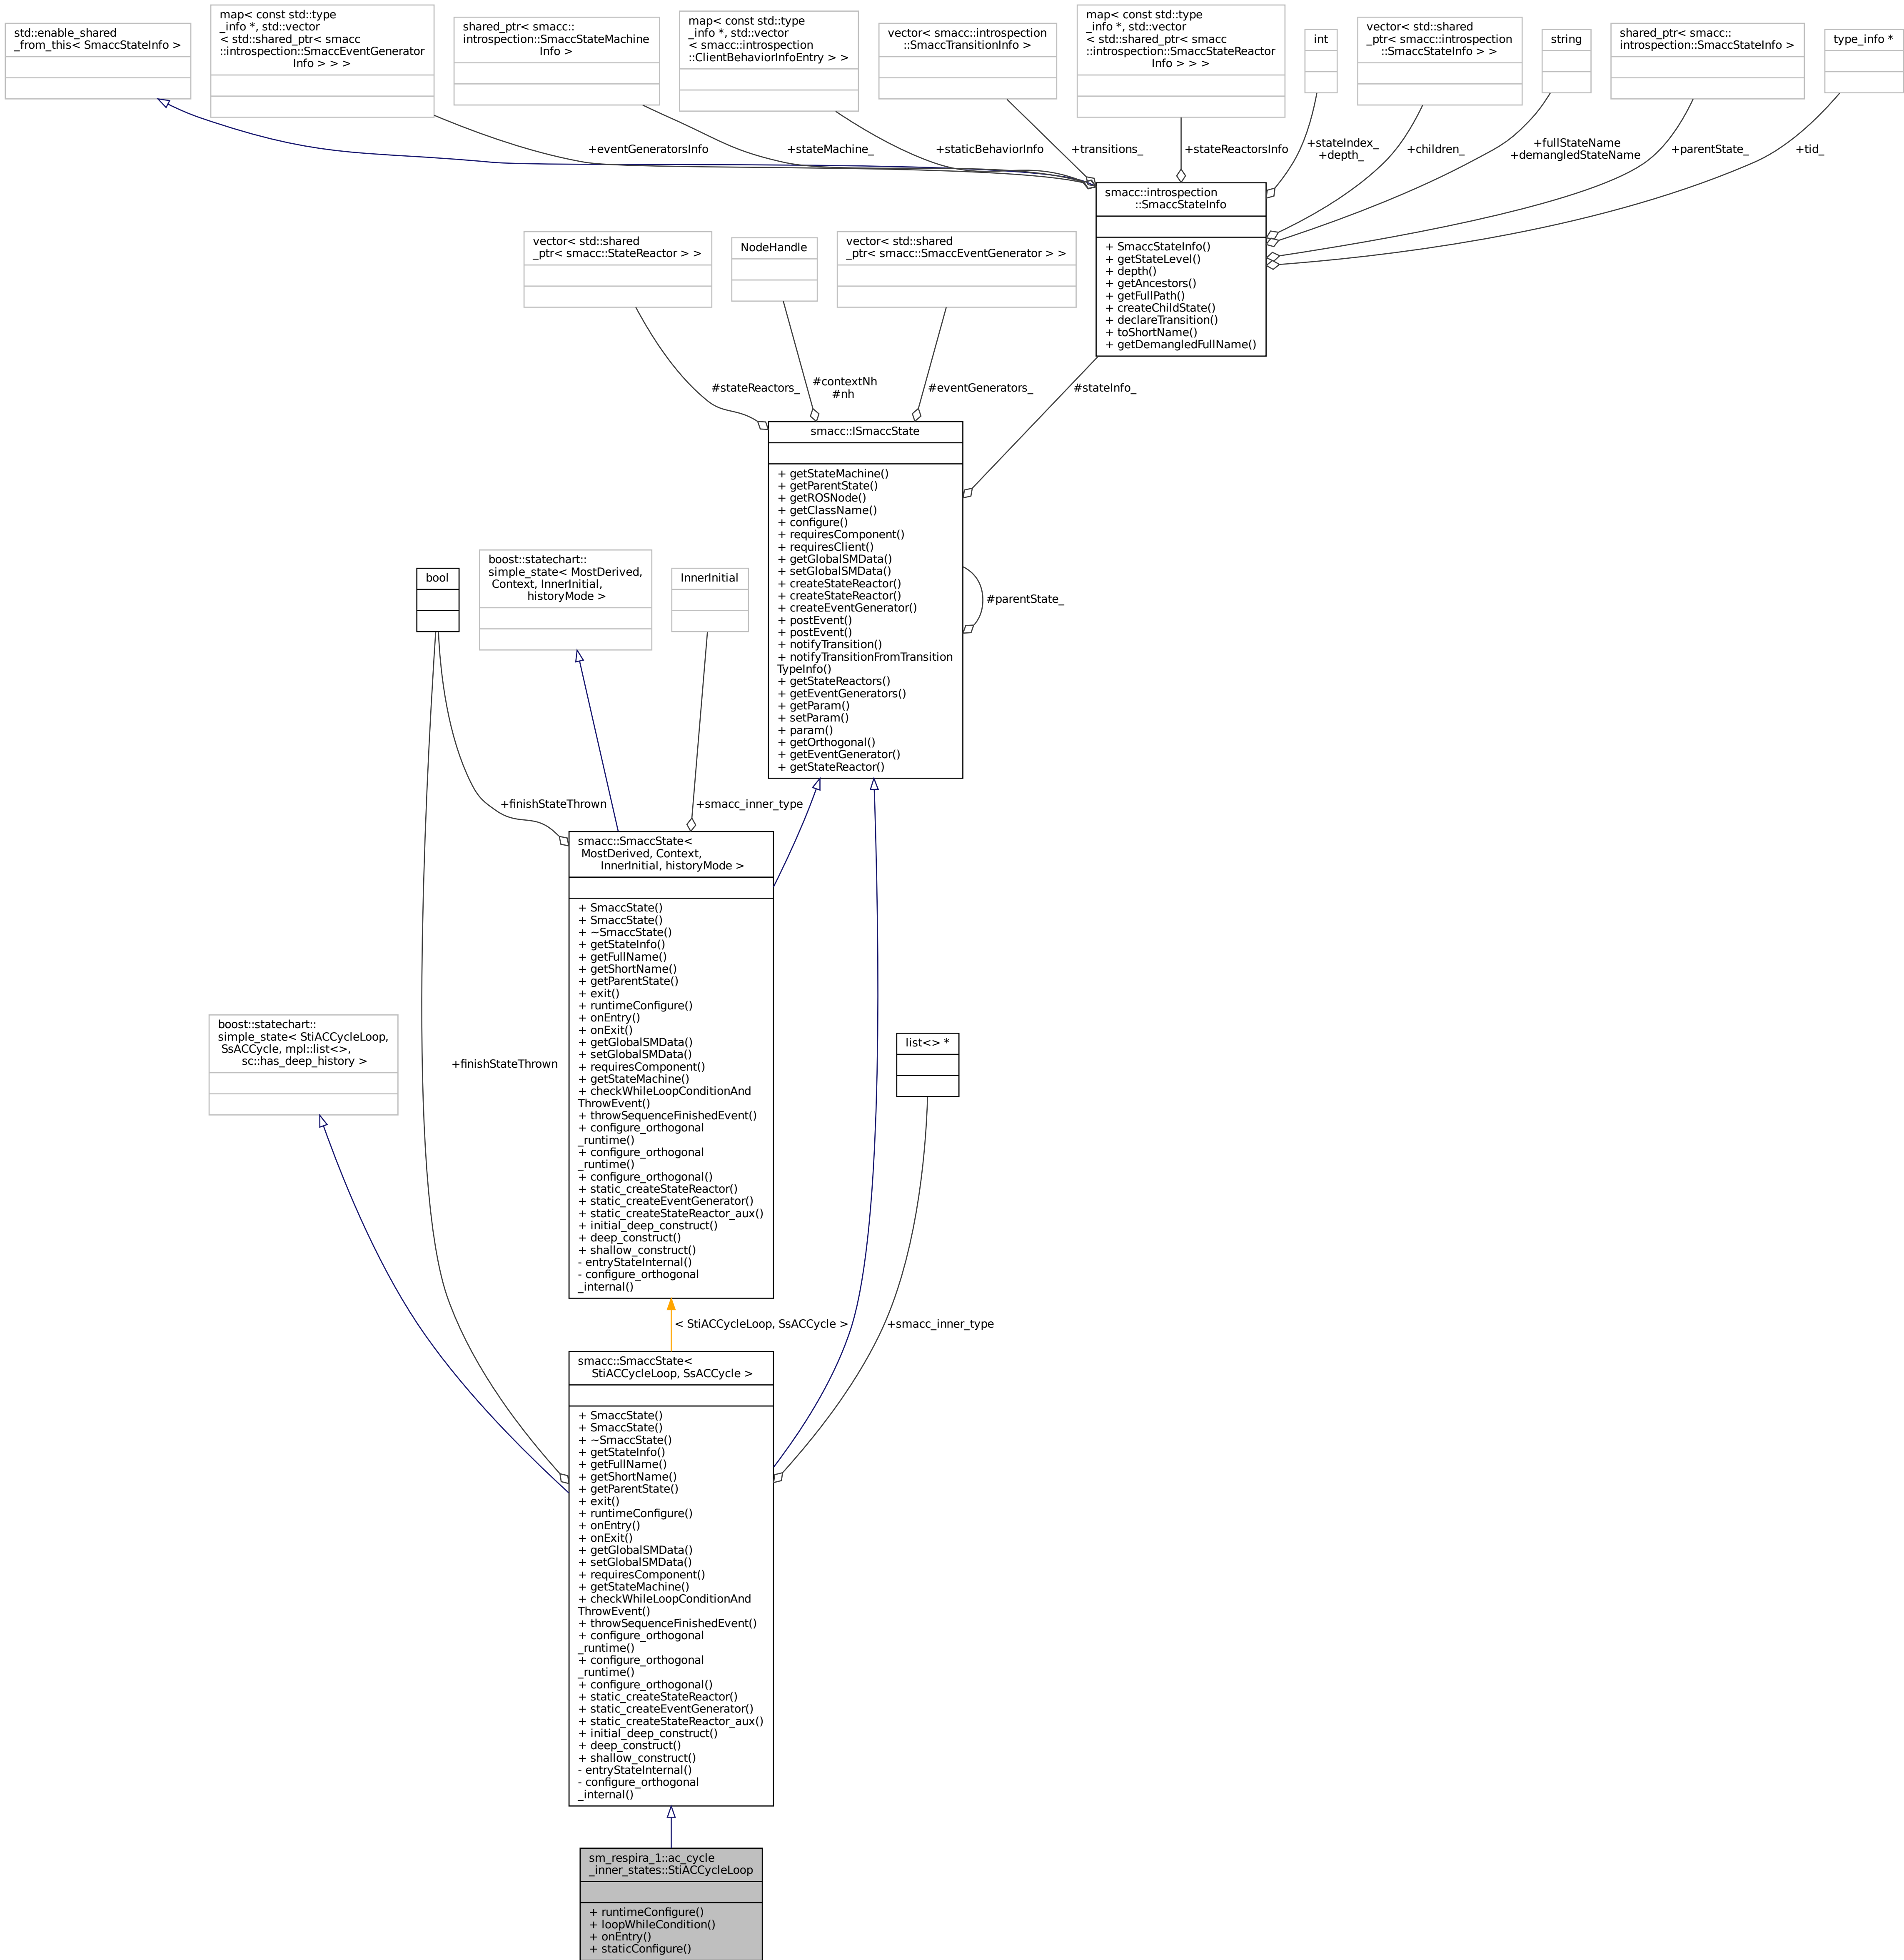 std::enable_shared
_from_this< SmaccStateInfo >
map< const std::type
_info *, std::vector
< std::shared_ptr< smacc
::introspection::SmaccEventGenerator
Info > > >
shared_ptr< smacc::
introspection::SmaccStateMachine
Info >
map< const std::type
_info *, std::vector
< smacc::introspection
::ClientBehaviorInfoEntry > >
vector< smacc::introspection
::SmaccTransitionInfo >
map< const std::type
_info *, std::vector
< std::shared_ptr< smacc
::introspection::SmaccStateReactor
Info > > >
int
vector< std::shared
_ptr< smacc::introspection
::SmaccStateInfo > >
string
shared_ptr< smacc::
introspection::SmaccStateInfo >
type_info *
+eventGeneratorsInfo
+stateMachine_
+staticBehaviorInfo
+transitions_
+stateReactorsInfo
+stateIndex_
+depth_
+children_
+fullStateName
+demangledStateName
+parentState_
+tid_
smacc::introspection
::SmaccStateInfo
+ SmaccStateInfo()
+ getStateLevel()
+ depth()
+ getAncestors()
+ getFullPath()
+ createChildState()
+ declareTransition()
+ toShortName()
+ getDemangledFullName()
vector< std::shared
_ptr< smacc::StateReactor > >
NodeHandle
vector< std::shared
_ptr< smacc::SmaccEventGenerator > >
#stateReactors_
#contextNh
#nh
#eventGenerators_
#stateInfo_
smacc::ISmaccState
+ getStateMachine()
+ getParentState()
+ getROSNode()
+ getClassName()
+ configure()
+ requiresComponent()
+ requiresClient()
+ getGlobalSMData()
+ setGlobalSMData()
+ createStateReactor()
+ createStateReactor()
+ createEventGenerator()
+ postEvent()
+ postEvent()
+ notifyTransition()
+ notifyTransitionFromTransition
TypeInfo()
+ getStateReactors()
+ getEventGenerators()
+ getParam()
+ setParam()
+ param()
+ getOrthogonal()
+ getEventGenerator()
+ getStateReactor()
#parentState_
bool
boost::statechart::
simple_state< MostDerived,
Context, InnerInitial,
historyMode >
InnerInitial
+finishStateThrown
+smacc_inner_type
smacc::SmaccState<
MostDerived, Context,
InnerInitial, historyMode >
+ SmaccState()
+ SmaccState()
+ ~SmaccState()
+ getStateInfo()
+ getFullName()
+ getShortName()
+ getParentState()
+ exit()
+ runtimeConfigure()
+ onEntry()
+ onExit()
+ getGlobalSMData()
+ setGlobalSMData()
+ requiresComponent()
+ getStateMachine()
+ checkWhileLoopConditionAnd
ThrowEvent()
+ throwSequenceFinishedEvent()
+ configure_orthogonal
_runtime()
+ configure_orthogonal
_runtime()
+ configure_orthogonal()
+ static_createStateReactor()
+ static_createEventGenerator()
+ static_createStateReactor_aux()
+ initial_deep_construct()
+ deep_construct()
+ shallow_construct()
- entryStateInternal()
- configure_orthogonal
_internal()
boost::statechart::
simple_state< StiACCycleLoop,
SsACCycle, mpl::list<>,
sc::has_deep_history >
+finishStateThrown
list<> *
< StiACCycleLoop, SsACCycle >
+smacc_inner_type
smacc::SmaccState<
StiACCycleLoop, SsACCycle >
+ SmaccState()
+ SmaccState()
+ ~SmaccState()
+ getStateInfo()
+ getFullName()
+ getShortName()
+ getParentState()
+ exit()
+ runtimeConfigure()
+ onEntry()
+ onExit()
+ getGlobalSMData()
+ setGlobalSMData()
+ requiresComponent()
+ getStateMachine()
+ checkWhileLoopConditionAnd
ThrowEvent()
+ throwSequenceFinishedEvent()
+ configure_orthogonal
_runtime()
+ configure_orthogonal
_runtime()
+ configure_orthogonal()
+ static_createStateReactor()
+ static_createEventGenerator()
+ static_createStateReactor_aux()
+ initial_deep_construct()
+ deep_construct()
+ shallow_construct()
- entryStateInternal()
- configure_orthogonal
_internal()
sm_respira_1::ac_cycle
_inner_states::StiACCycleLoop
+ runtimeConfigure()
+ loopWhileCondition()
+ onEntry()
+ staticConfigure()